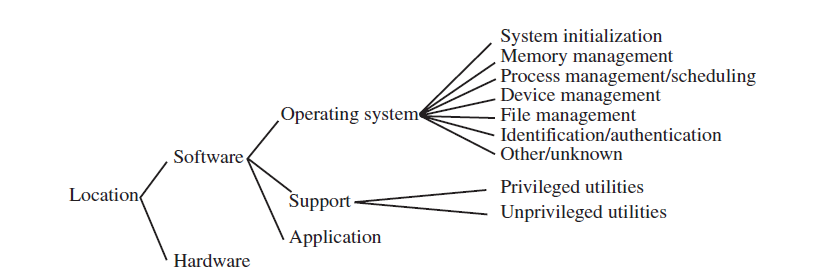 System initialization
Memory management
Process management/scheduling
Device management
Operating system
File management
Identification/authentication
Software
Other/unknown
Privileged utilities
Location
Support
Unprivileged utilities
Application
Hardware